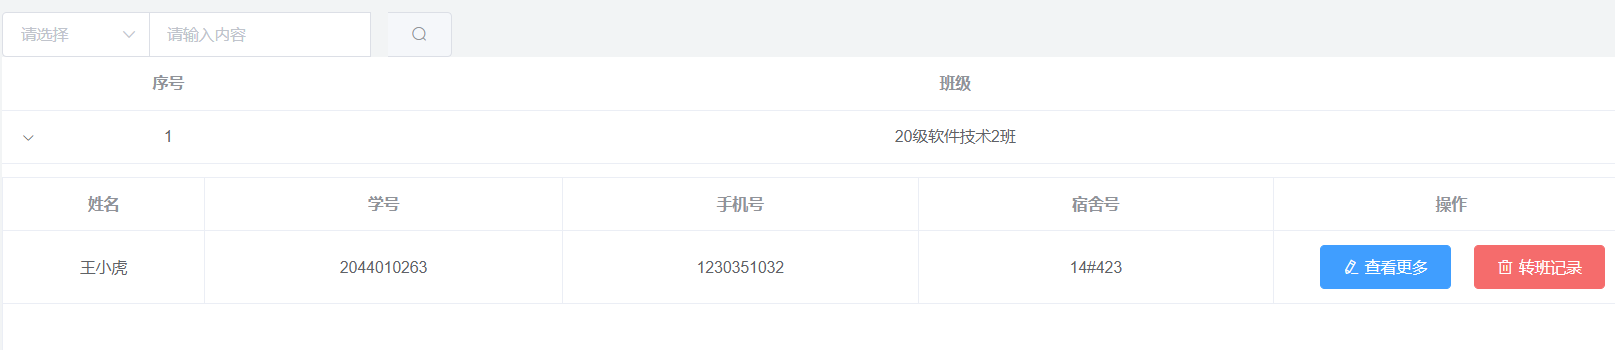 请选择 请输入内容
序号 班级
1 20级软件技术2班
姓名 学号 手机号 宿舍号 操作
王小虎 2044010263 1230351032 14#423 查看更多 转班记录